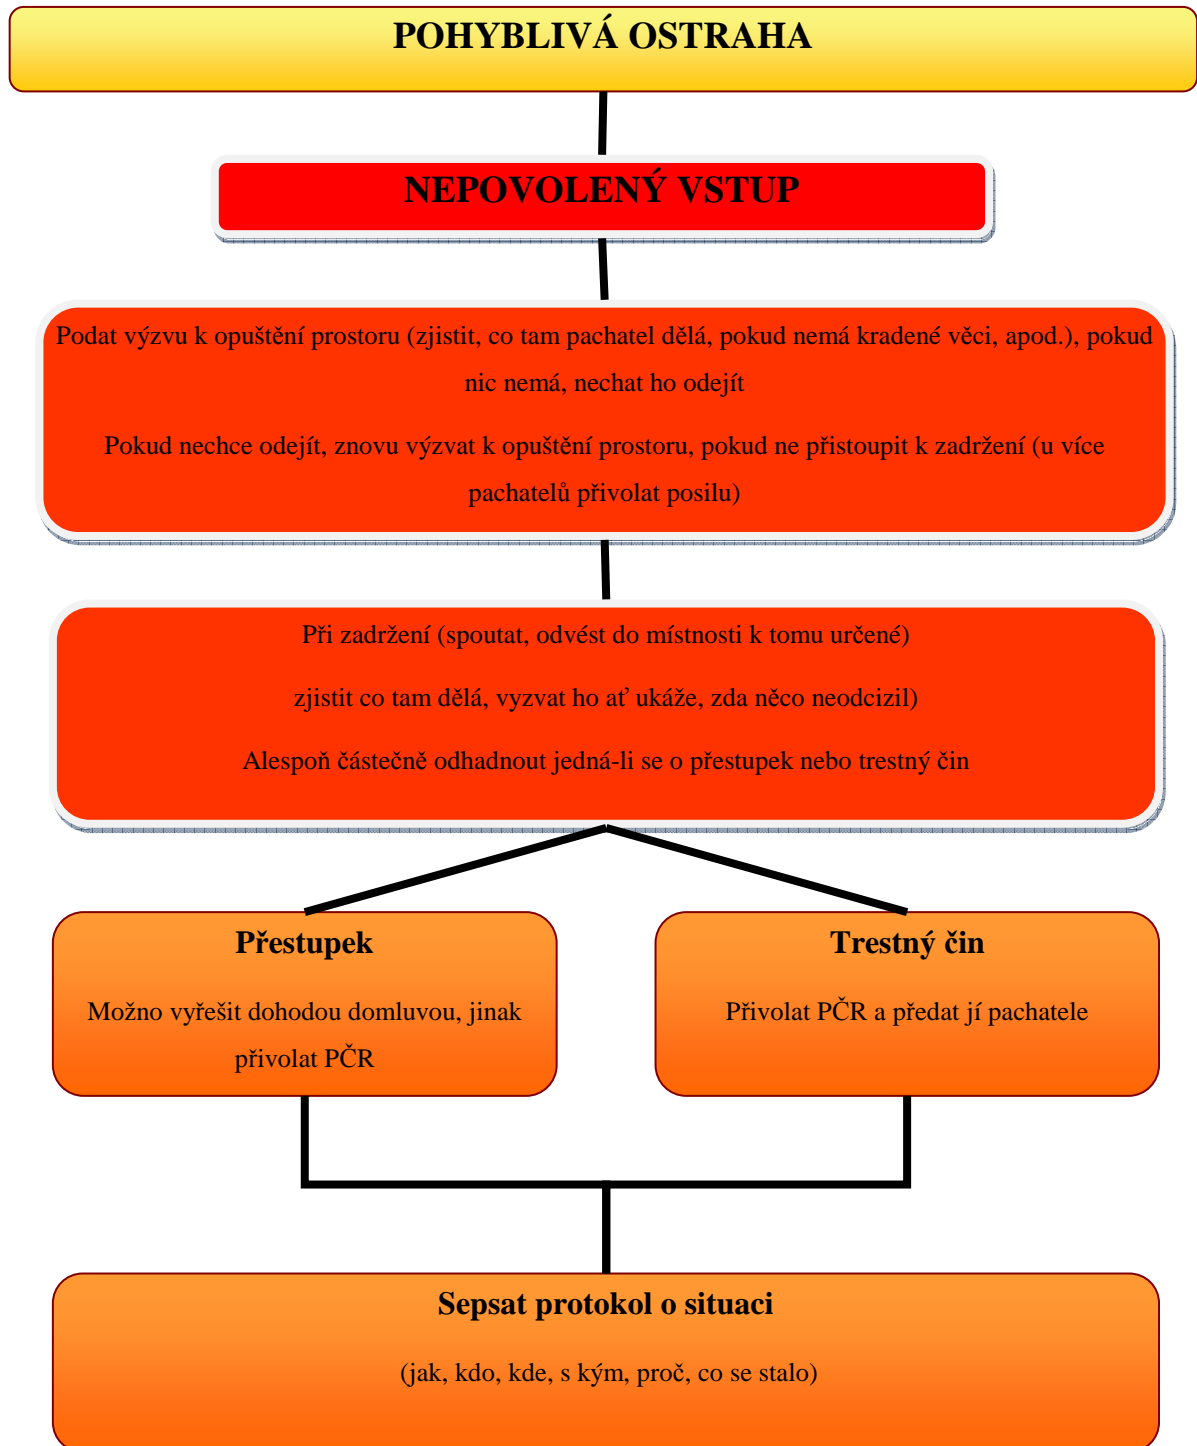 POHYBLIVÁ OSTRAHA
NEPOVOLENÝ VSTUP
Podat výzvu k opuštění prostoru (zjistit, co tam pachatel dělá, pokud nemá kradené věci, apod.), pokud
nic nemá, nechat ho odejít
Pokud nechce odejít, znovu výzvat k opuštění prostoru, pokud ne přistoupit k zadržení (u více
pachatelů přivolat posilu)
Při zadržení (spoutat, odvést do místnosti k tomu určené)
zjistit co tam dělá, vyzvat ho ať ukáže, zda něco neodcizil)
Alespoň částečně odhadnout jedná-li se o přestupek nebo trestný čin
Přestupek
Možno vyřešit dohodou domluvou, jinak
přivolat PČR
Trestný čin
Přivolat PČR a předat jí pachatele
Sepsat protokol o situaci
(jak, kdo, kde, s kým, proč, co se stalo)